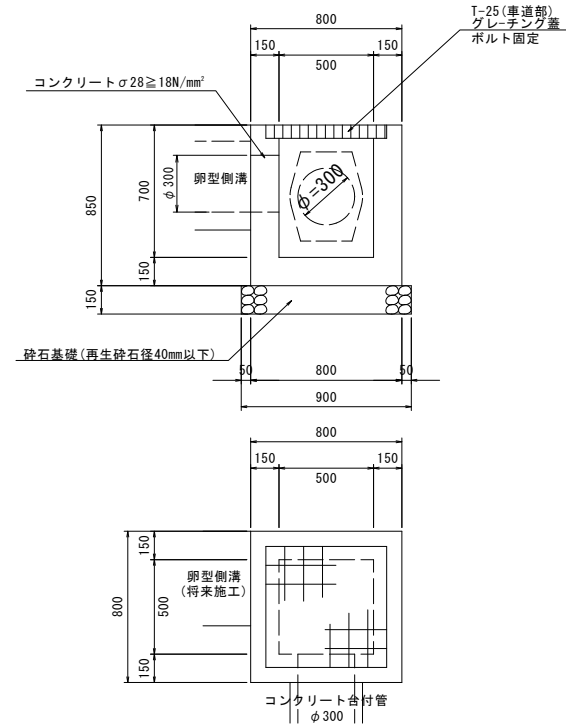 T-25(車道部)
グレーチング蓋
ボルト固定
800
150
500
150
コンクリートσ28≧18N/mm²
卵型側溝
φ300
φ=300
700
850
150
150
砕石基礎(再生砕石径40mm以下)
50
800
50
900
800
150
500
150
150
卵型側溝
(将来施工)
500
800
150
コンクリート台付管
φ300